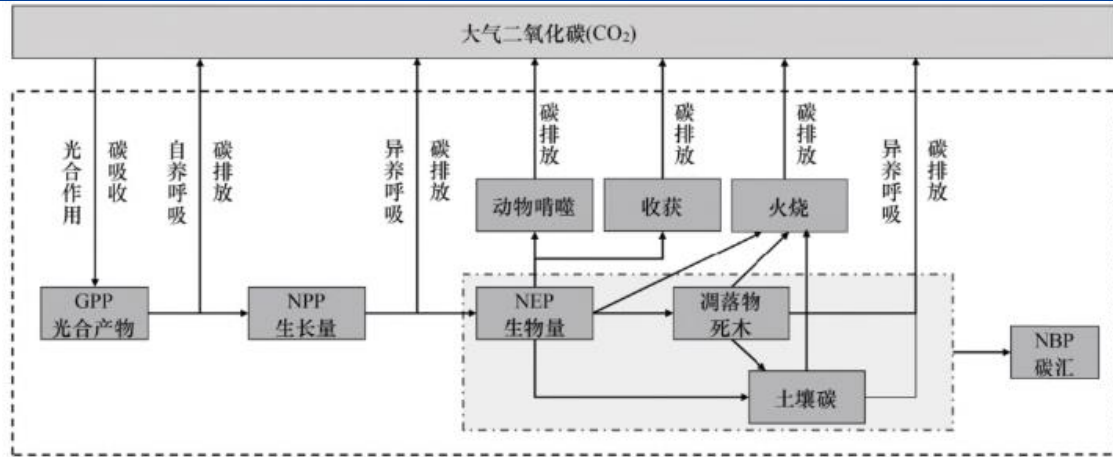 大气二氧化碳(CO₂)
光合作用
碳吸收
自养呼吸
碳排放
异养呼吸
碳排放
碳排放
碳排放
碳排放
异养呼吸
碳排放
动物啃噬
收获
火烧
GPP
光合产物
NPP
生长量
NEP
生物量
凋落物
死木
土壤碳
NBP
碳汇